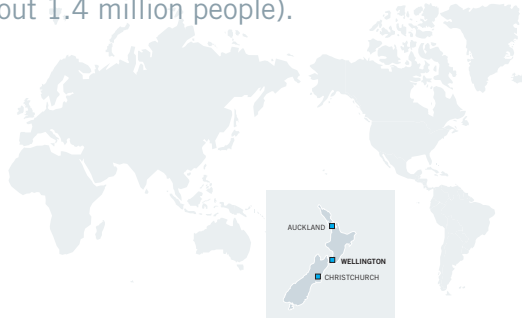 out 1.4 million people).
AUCKLAND
WELLINGTON
CHRISTCHURCH